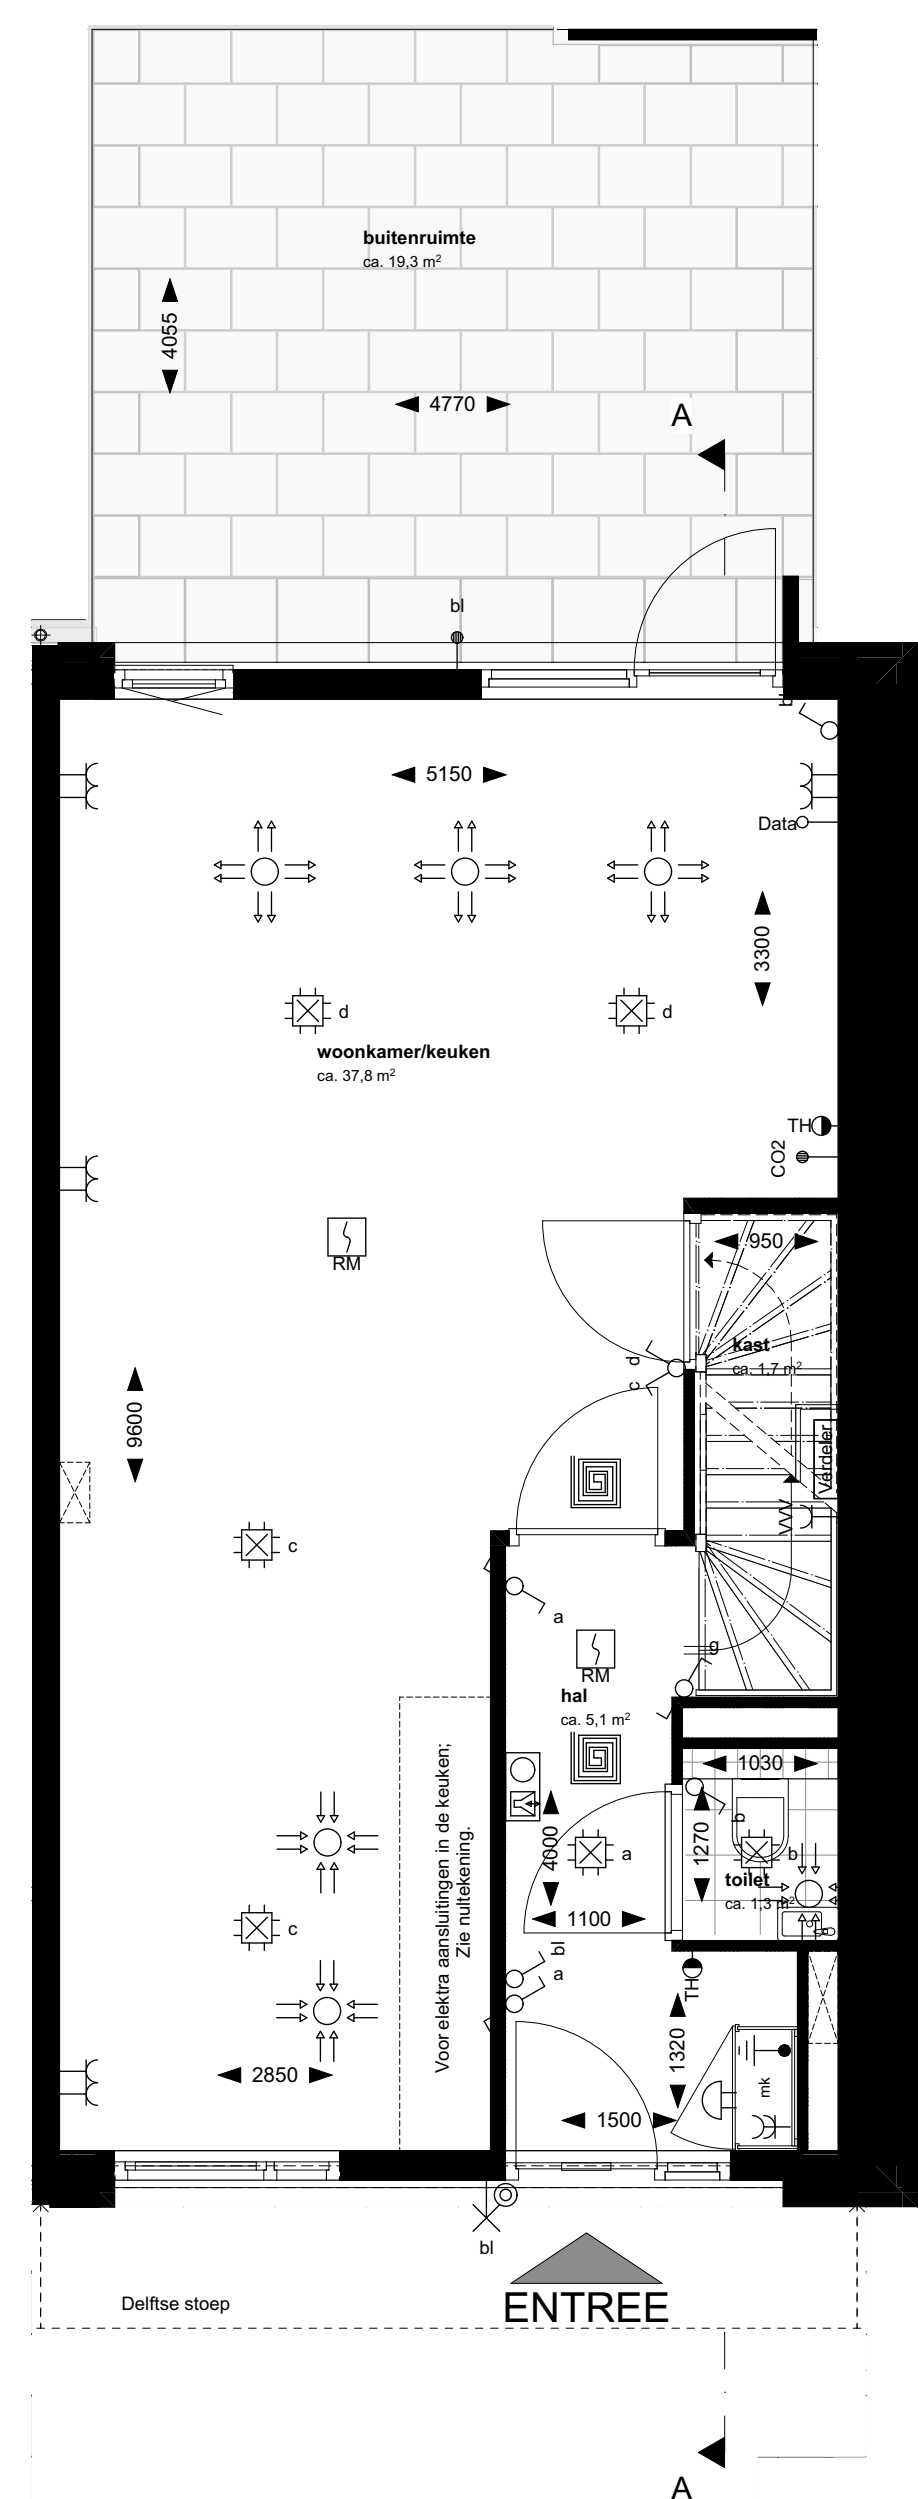 buitenruimte
ca. 19,3 m²
4055
4770
A
bl
bl
5150
Data
3300
d
d
woonkamer/keuken
ca. 37,8 m²
TH
CO2
RM
950
kast
ca. 1,7 m²
d
c
9600
Verdeler
VVV
c
a
g
RM
hal
ca. 5,1 m²
Voor elektra aansluitingen in de keuken;
Zie nultekening.
1030
1270
b
b
4000
a
toilet
ca. 1,3 m²
1100
c
bl
a
TH
1320
2850
mk
1500
bl
ENTREE
Delftse stoep
A